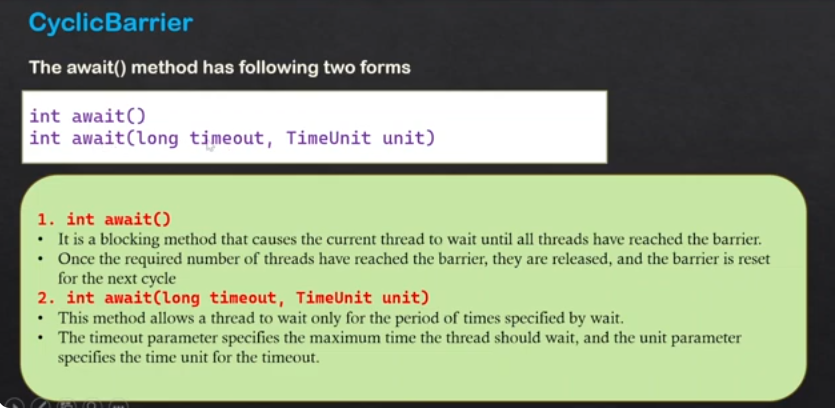 CyclicBarrier
The await() method has following two forms
int await()
int await(long timeout, TimeUnit unit)
1. int await()
• It is a blocking method that causes the current thread to wait until all threads have reached the barrier.
• Once the required number of threads have reached the barrier, they are released, and the barrier is reset
for the next cycle
2. int await(long timeout, TimeUnit unit)
• This method allows a thread to wait only for the period of times specified by wait.
• The timeout parameter specifies the maximum time the thread should wait, and the unit parameter
specifies the time unit for the timeout.